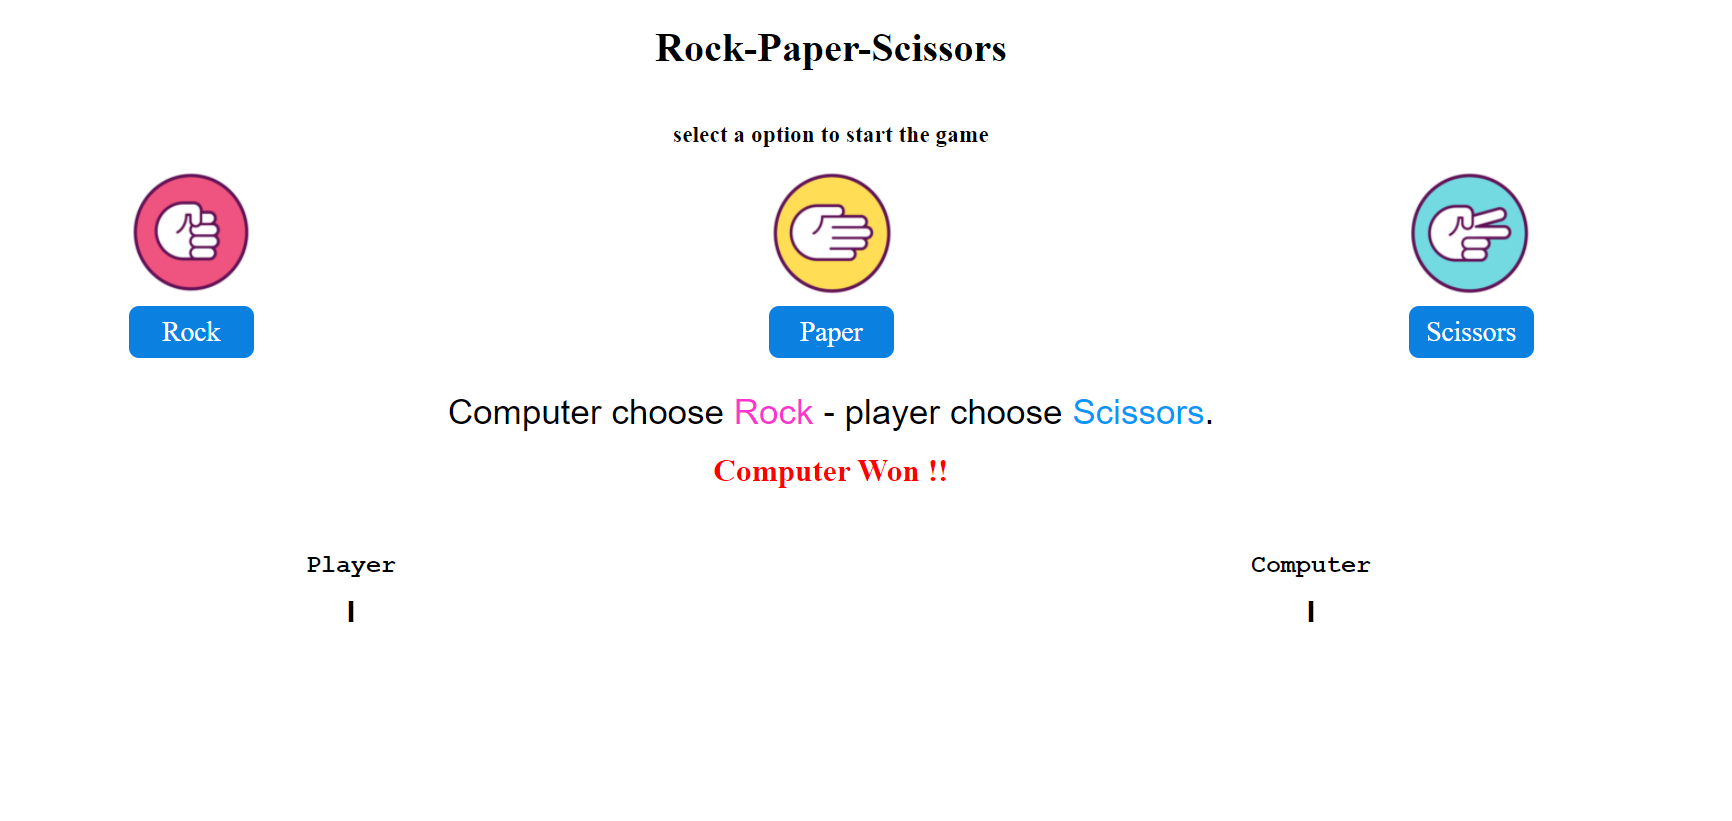 Rock-Paper-Scissors
select a option to start the game
Rock Paper Scissors
Computer choose Rock - player choose Scissors.
Computer Won !!
Player Computer
I I